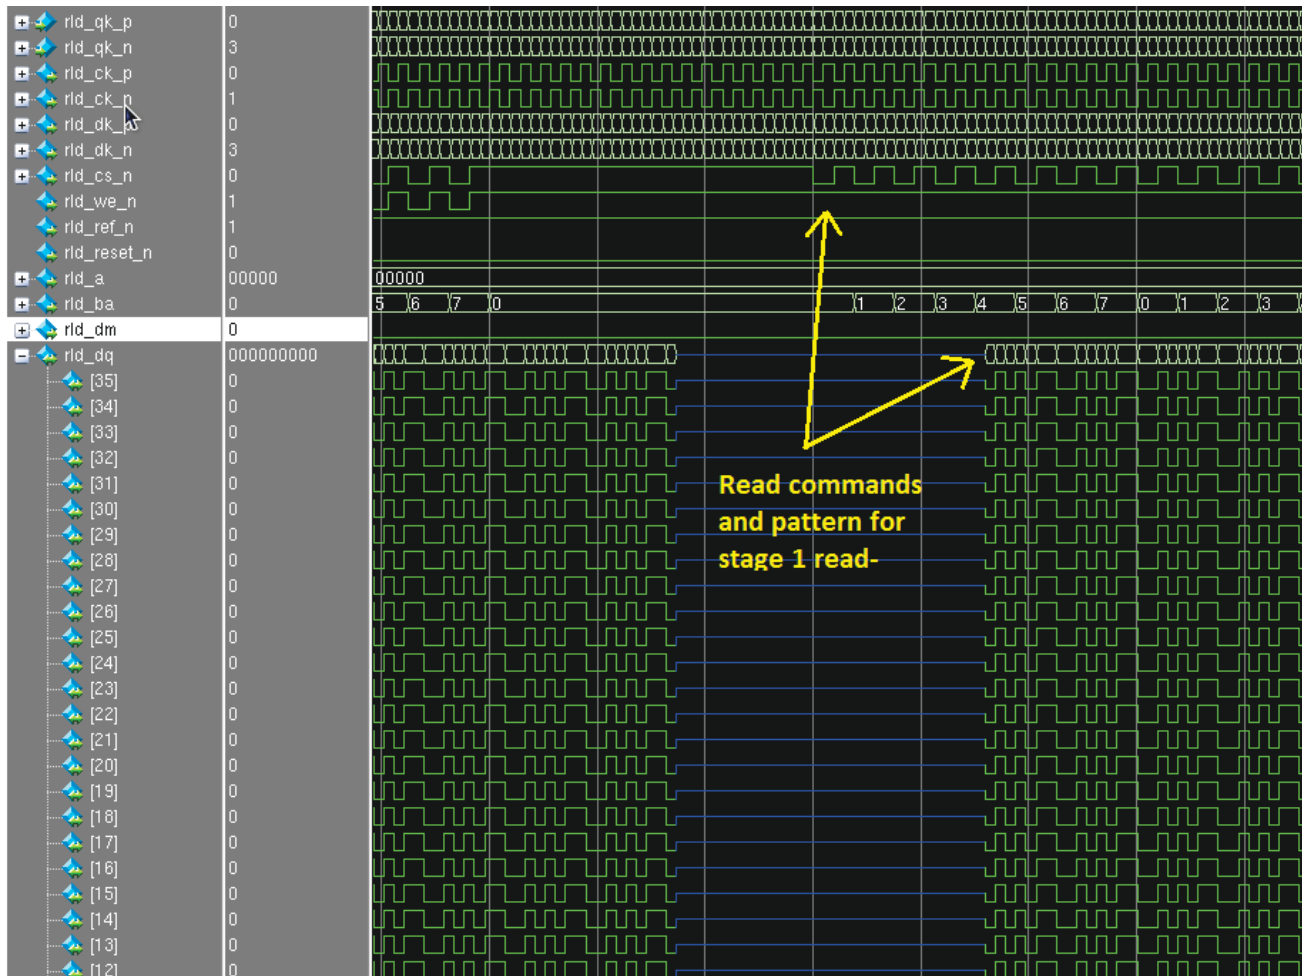 rld_qk_p 0
rld_qk_n 3
rld_ck_p 0
rld_ck_n 1
rld_dk_p 0
rld_dk_n 3
rld_cs_n 0
rld_we_n 1
rld_ref_n 1
rld_reset_n 0
rld_a 00000 00000
rld_ba 0 5 6 7 0 1 2 3 4 5 6 7 0 1 2 3
rld_dm 0
rld_dq 000000000
[35] 0
[34] 0
[33] 0
[32] 0
[31] 0
[30] 0
[29] 0
[28] 0
[27] 0
[26] 0
[25] 0
[24] 0
[23] 0
[22] 0
[21] 0
[20] 0
[19] 0
[18] 0
[17] 0
[16] 0
[15] 0
[14] 0
[13] 0
[12] 0
Read commands
and pattern for
stage 1 read-